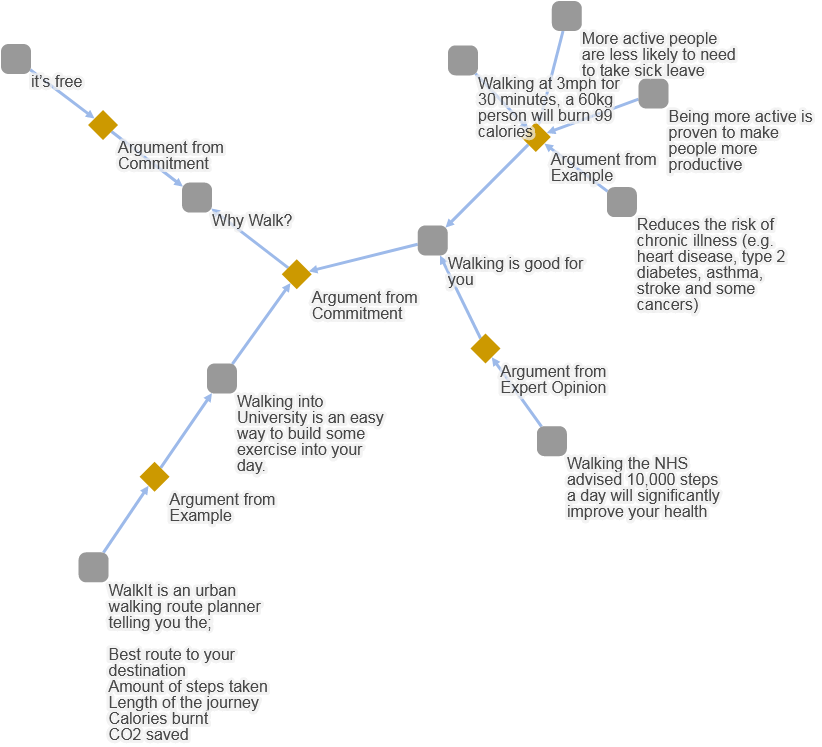 More active people
are less likely to need
to take sick leave
it's free
Walking at 3mph for
30 minutes, a 60kg
person will burn 99
calories
Being more active is
proven to make
people more
productive
Argument from
Commitment
Argument from
Example
Why Walk?
Reduces the risk of
chronic illness (e.g.
heart disease, type 2
diabetes, asthma,
stroke and some
cancers)
Walking is good for
you
Argument from
Commitment
Argument from
Expert Opinion
Walking into
University is an easy
way to build some
exercise into your
day.
Walking the NHS
advised 10,000 steps
a day will significantly
improve your health
Argument from
Example
WalkIt is an urban
walking route planner
telling you the;
Best route to your
destination
Amount of steps taken
Length of the journey
Calories burnt
CO2 saved